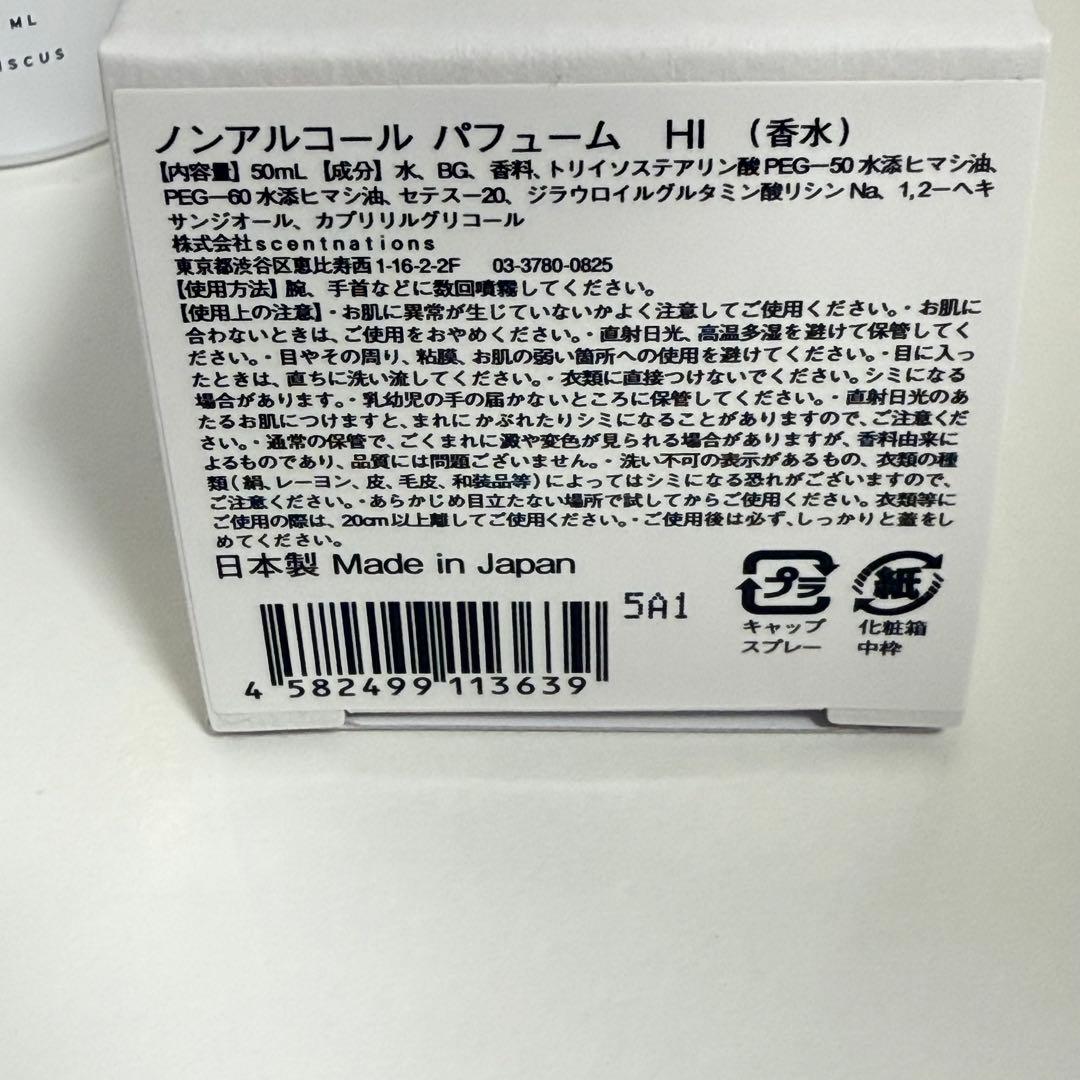 ML
ISCUS
ノンアルコール パフューム HI (香水)
【内容量】50mL 【成分】水、BG、香料、トリイソステアリン酸PEG-50水添ヒマシ油、
PEG-60水添ヒマシ油、セテス-20、ジラウロイルグルタミン酸リシンNa、1,2-ヘキ
サンジオール、カプリリルグリコール
株式会社scentnations
東京都渋谷区恵比寿西1-16-2-2F 03-3780-0825
【使用方法】腕、手首などに数回噴霧してください。
【使用上の注意】・お肌に異常が生じていないかよく注意してご使用ください。・お肌に
合わないときは、ご使用をおやめください。・直射日光、高温多湿を避けて保管してく
ださい。・目やその周り、粘膜、お肌の弱い箇所への使用を避けてください。・目に入っ
たときは、直ちに洗い流してください。・衣類に直接つけないでください。シミになる
場合があります。・乳幼児の手の届かないところに保管してください。・直射日光のあ
たるお肌につけますと、まれにかぶれたりシミになることがありますので、ご注意くだ
さい。・通常の保管で、ごくまれに澱や変色が見られる場合がありますが、香料由来に
よるものであり、品質には問題ございません。・洗い不可の表示があるもの、衣類の種
類(絹、レーヨン、皮、毛皮、和装品等)によってはシミになる恐れがございますので、
ご注意ください。・あらかじめ目立たない場所で試してからご使用ください。衣類等に
ご使用の際は、20cm以上離してご使用ください。・ご使用後は必ず、しっかりと蓋をし
めてください。
日本製 Made in Japan
5A1
プラ
紙
キャップ
スプレー
化粧箱
中枠
4 582499 113639